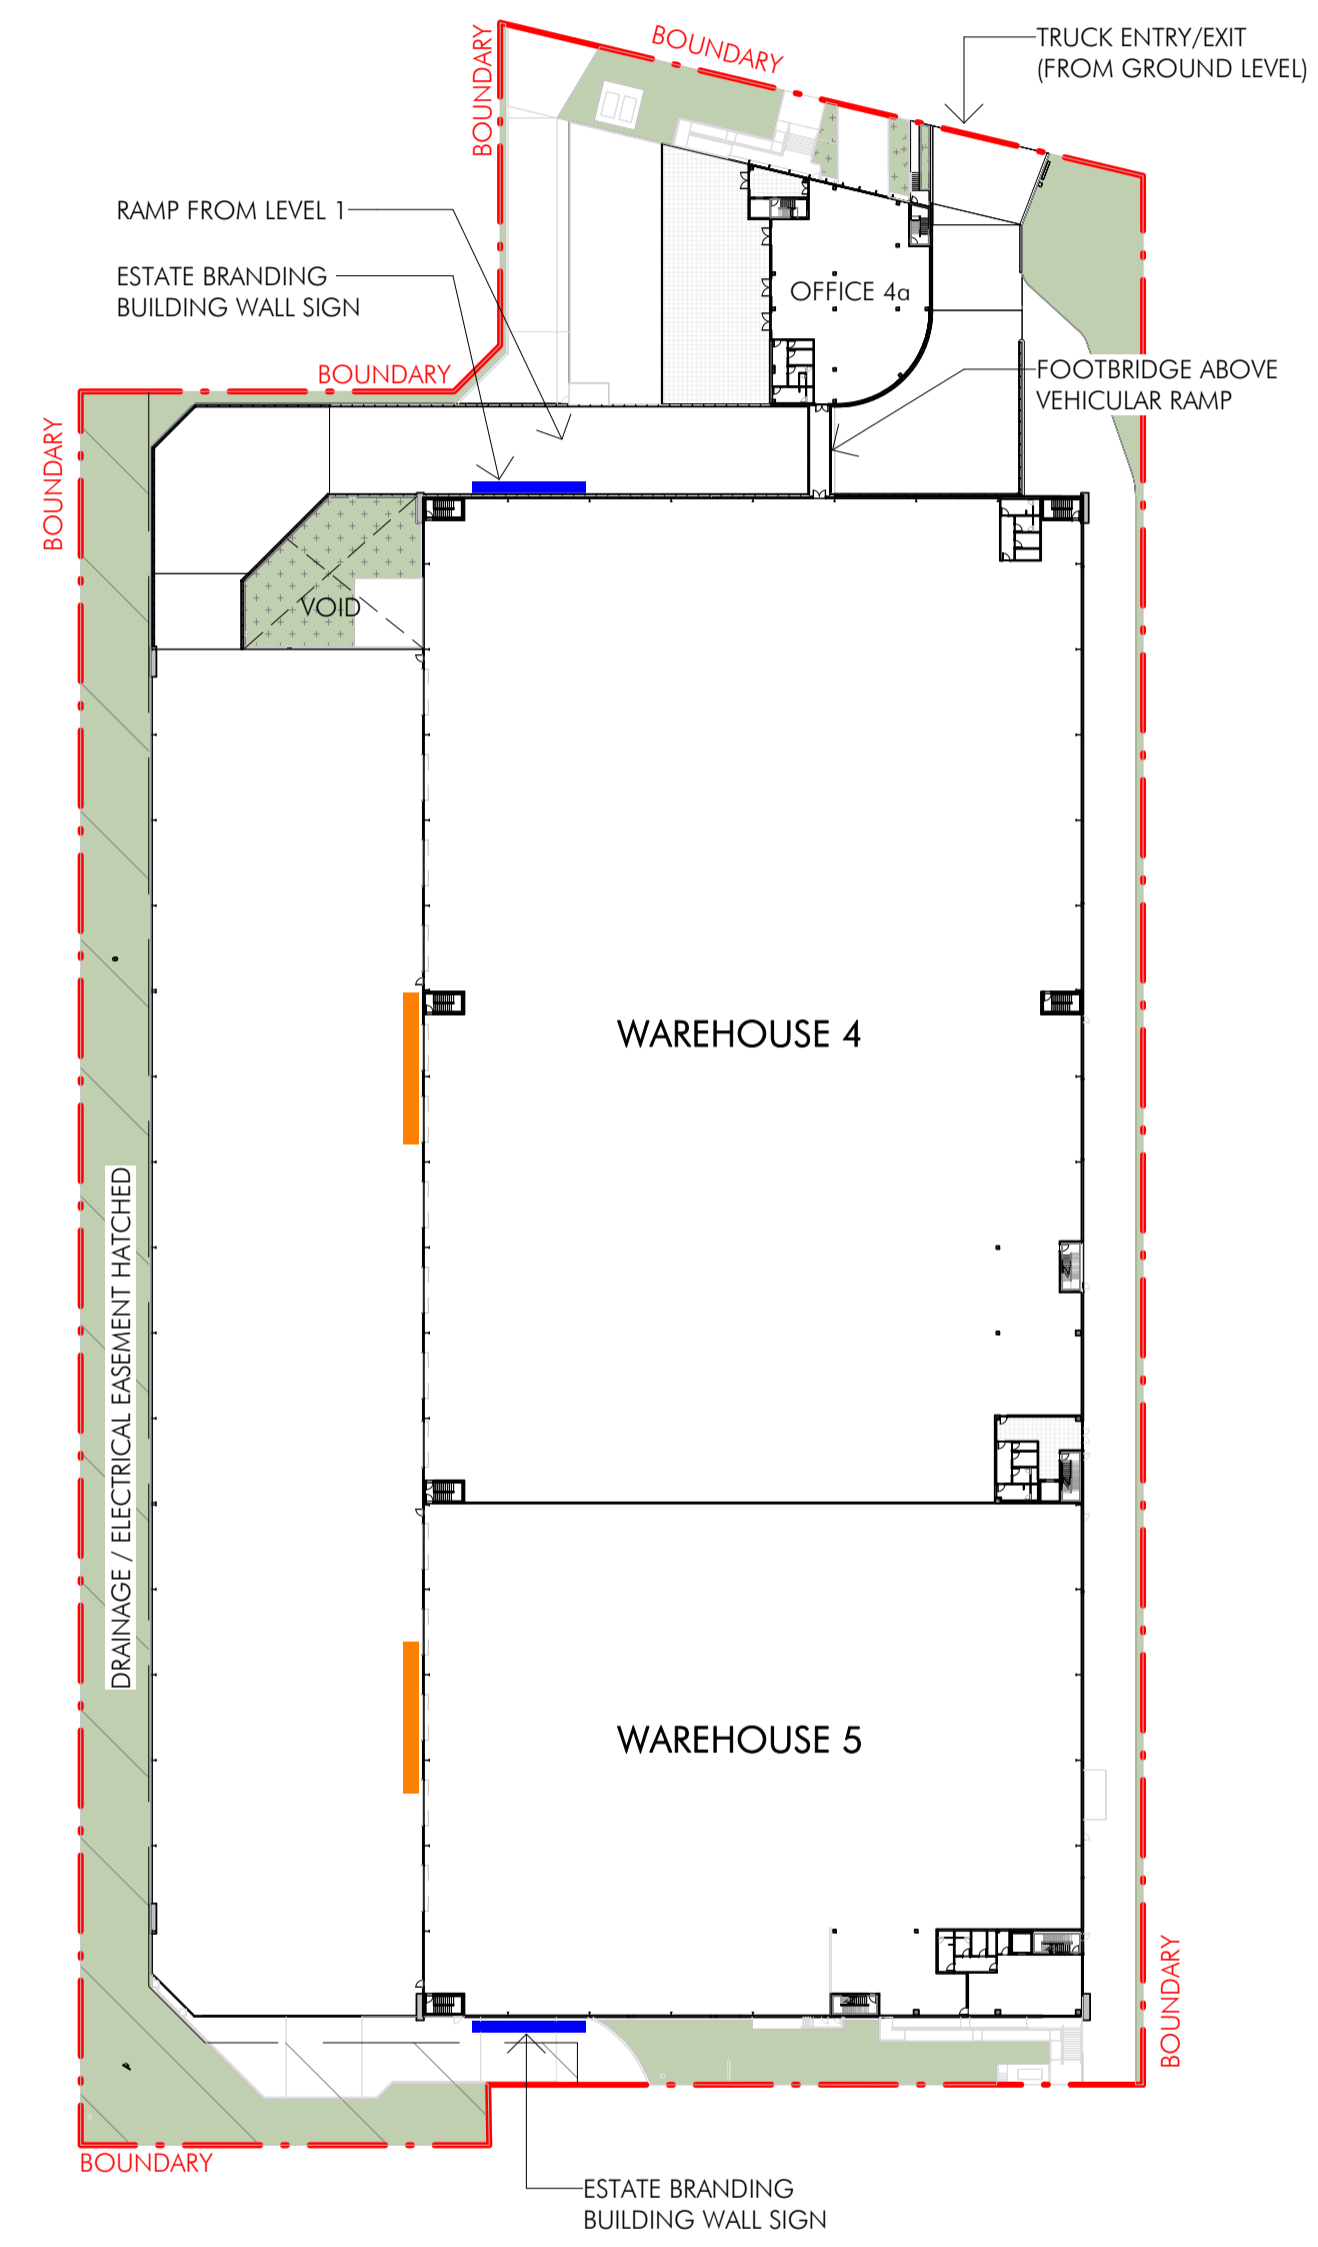 BOUNDARY
BOUNDARY
TRUCK ENTRY/EXIT
(FROM GROUND LEVEL)
RAMP FROM LEVEL 1
ESTATE BRANDING
BUILDING WALL SIGN
OFFICE 4a
BOUNDARY
FOOTBRIDGE ABOVE
VEHICULAR RAMP
BOUNDARY
VOID
WAREHOUSE 4
DRAINAGE / ELECTRICAL EASEMENT HATCHED
WAREHOUSE 5
BOUNDARY
BOUNDARY
ESTATE BRANDING
BUILDING WALL SIGN